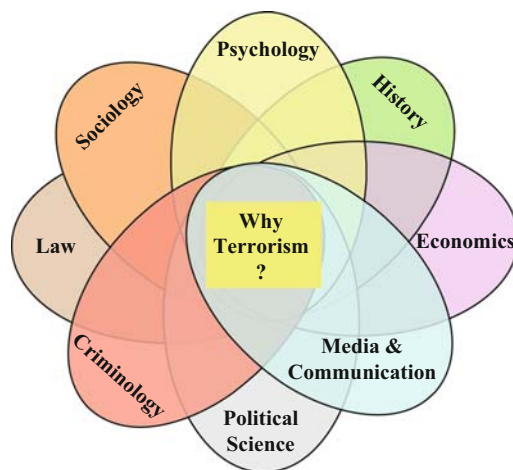 Psychology
History
Sociology
Why
Terrorism
?
Law
Economics
Media &
Communication
Criminology
Political
Science